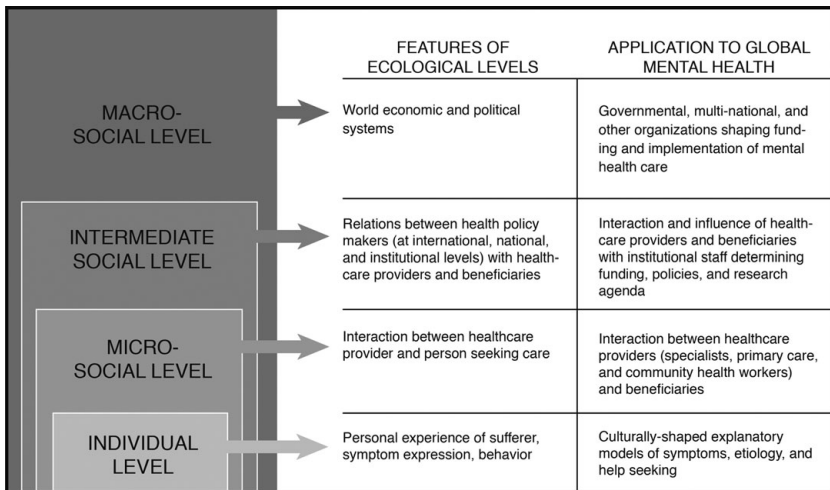 FEATURES OF
ECOLOGICAL LEVELS
APPLICATION TO GLOBAL
MENTAL HEALTH
MACRO-
SOCIAL LEVEL
World economic and political
systems
Governmental, multi-national, and
other organizations shaping fund-
ing and implementation of mental
health care
INTERMEDIATE
SOCIAL LEVEL
Relations between health policy
makers (at international, national,
and institutional levels) with health-
care providers and beneficiaries
Interaction and influence of health-
care providers and beneficiaries
with institutional staff determining
funding, policies, and research
agenda
MICRO-
SOCIAL LEVEL
Interaction between healthcare
provider and person seeking care
Interaction between healthcare
providers (specialists, primary care,
and community health workers)
and beneficiaries
INDIVIDUAL
LEVEL
Personal experience of sufferer,
symptom expression, behavior
Culturally-shaped explanatory
models of symptoms, etiology, and
help seeking